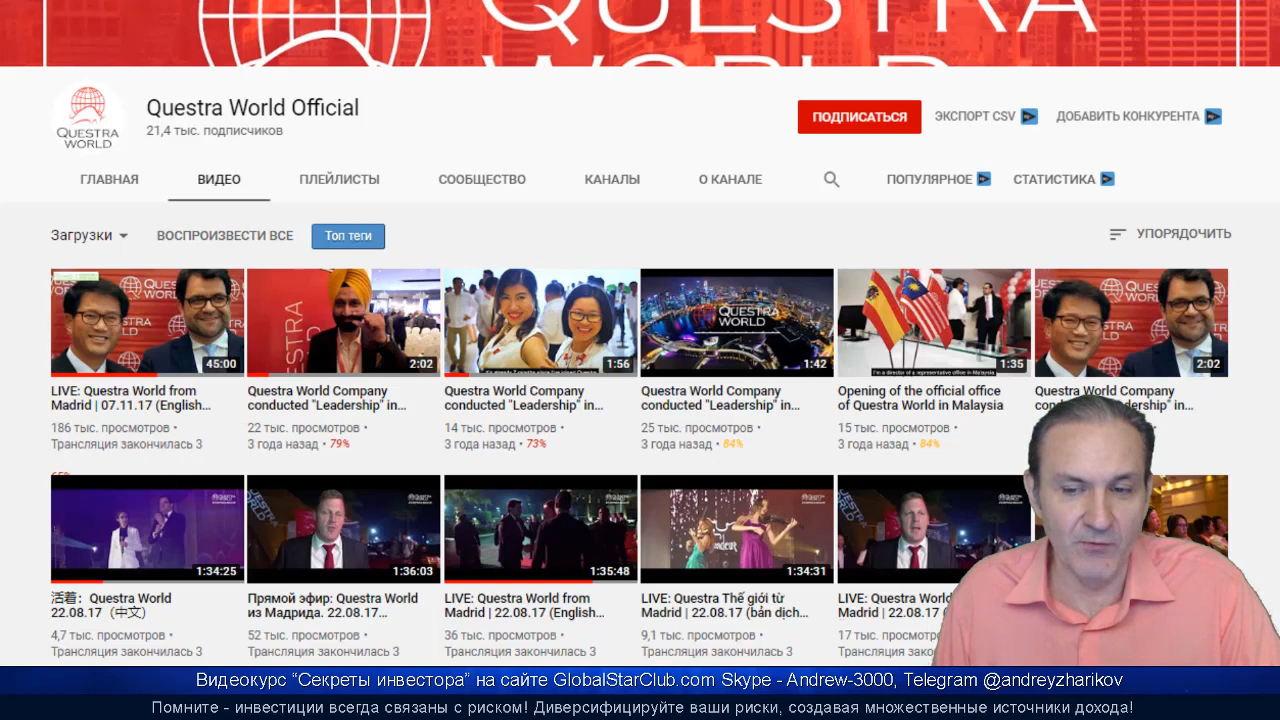 QUESTRA
WORLD
QUESTRA
WORLD
Questra World Official
21,4 тыс. подписчиков
ПОДПИСАТЬСЯ
ЭКСПОРТ CSV
ДОБАВИТЬ КОНКУРЕНТА
ГЛАВНАЯ
ВИДЕО
ПЛЕЙЛИСТЫ
СООБЩЕСТВО
КАНАЛЫ
О КАНАЛЕ
ПОПУЛЯРНОЕ
СТАТИСТИКА
Загрузки
ВОСПРОИЗВЕСТИ ВСЕ
Топ теги
УПОРЯДОЧИТЬ
45:00
2:02
1:56
QUESTRA
WORLD
1:42
I'm a director of a representative office in Malaysia
1:35
2:02
LIVE: Questra World from
Madrid | 07.11.17 (English...
186 тыс. просмотров •
Трансляция закончилась 3
Questra World Company
conducted "Leadership" in...
22 тыс. просмотров •
3 года назад • 79%
Questra World Company
conducted "Leadership" in...
14 тыс. просмотров •
3 года назад • 73%
Questra World Company
conducted "Leadership" in...
25 тыс. просмотров •
3 года назад • 84%
Opening of the official office
of Questra World in Malaysia
15 тыс. просмотров •
3 года назад • 84%
Questra World Company
1:34:25
1:36:03
1:35:48
1:34:31
活着：Questra World
22.08.17（中文）
4,7 тыс. просмотров •
Трансляция закончилась 3
Прямой эфир: Questra World
из Мадрида. 22.08.17...
52 тыс. просмотров •
Трансляция закончилась 3
LIVE: Questra World from
Madrid | 22.08.17 (English...
36 тыс. просмотров •
Трансляция закончилась 3
LIVE: Questra Thế giới từ
Madrid | 22.08.17 (bản dịch...
9,1 тыс. просмотров •
Трансляция закончилась 3
LIVE: Questra
Madrid | 22.08.17
17 тыс. просмотров
Трансляция закончилась
Видеокурс "Секреты инвестора" на сайте GlobalStarClub.com Skype - Andrew-3000, Telegram @andreyzharikov
Помните - инвестиции всегда связаны с риском! Диверсифицируйте ваши риски, создавая множественные источники дохода!